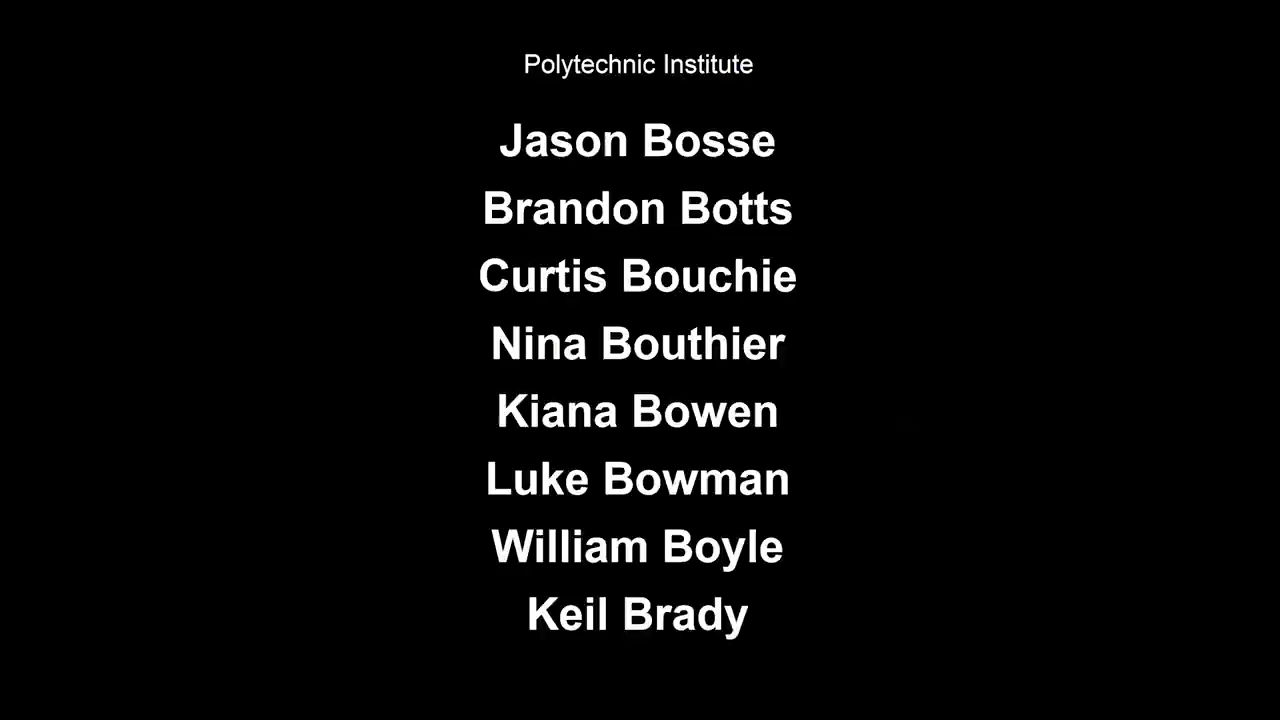 Polytechnic Institute
Jason Bosse
Brandon Botts
Curtis Bouchie
Nina Bouthier
Kiana Bowen
Luke Bowman
William Boyle
Keil Brady